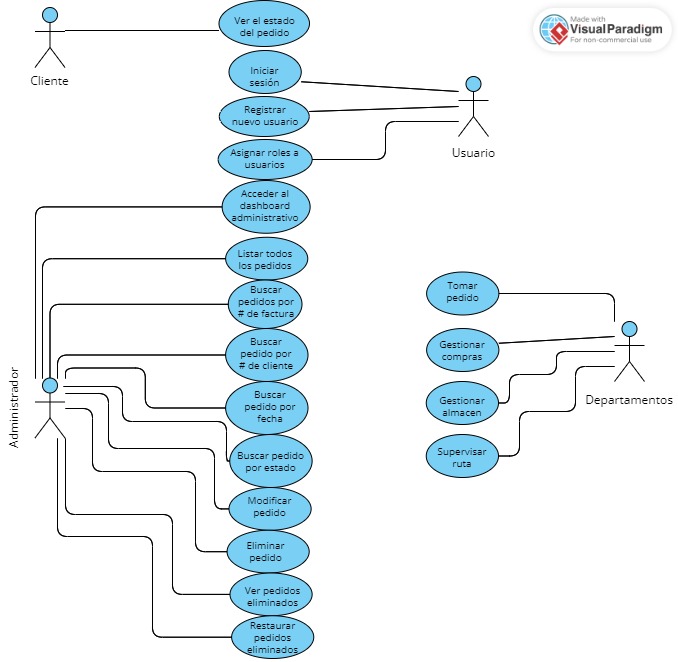 Ver el estado
del pedido
Made with
VisualParadigm
For non-commercial use
Cliente
Iniciar
sesión
Registrar
nuevo usuario
Usuario
Asignar roles a
usuarios
Acceder al
dashboard
administrativo
Listar todos
los pedidos
Buscar
pedidos por
# de factura
Tomar
pedido
Buscar
pedido por
# de cliente
Gestionar
compras
Administrador
Departamentos
Buscar
pedido por
fecha
Gestionar
almacen
Buscar pedido
por estado
Supervisar
ruta
Modificar
pedido
Eliminar
pedido
Ver pedidos
eliminados
Restaurar
pedidos
eliminados